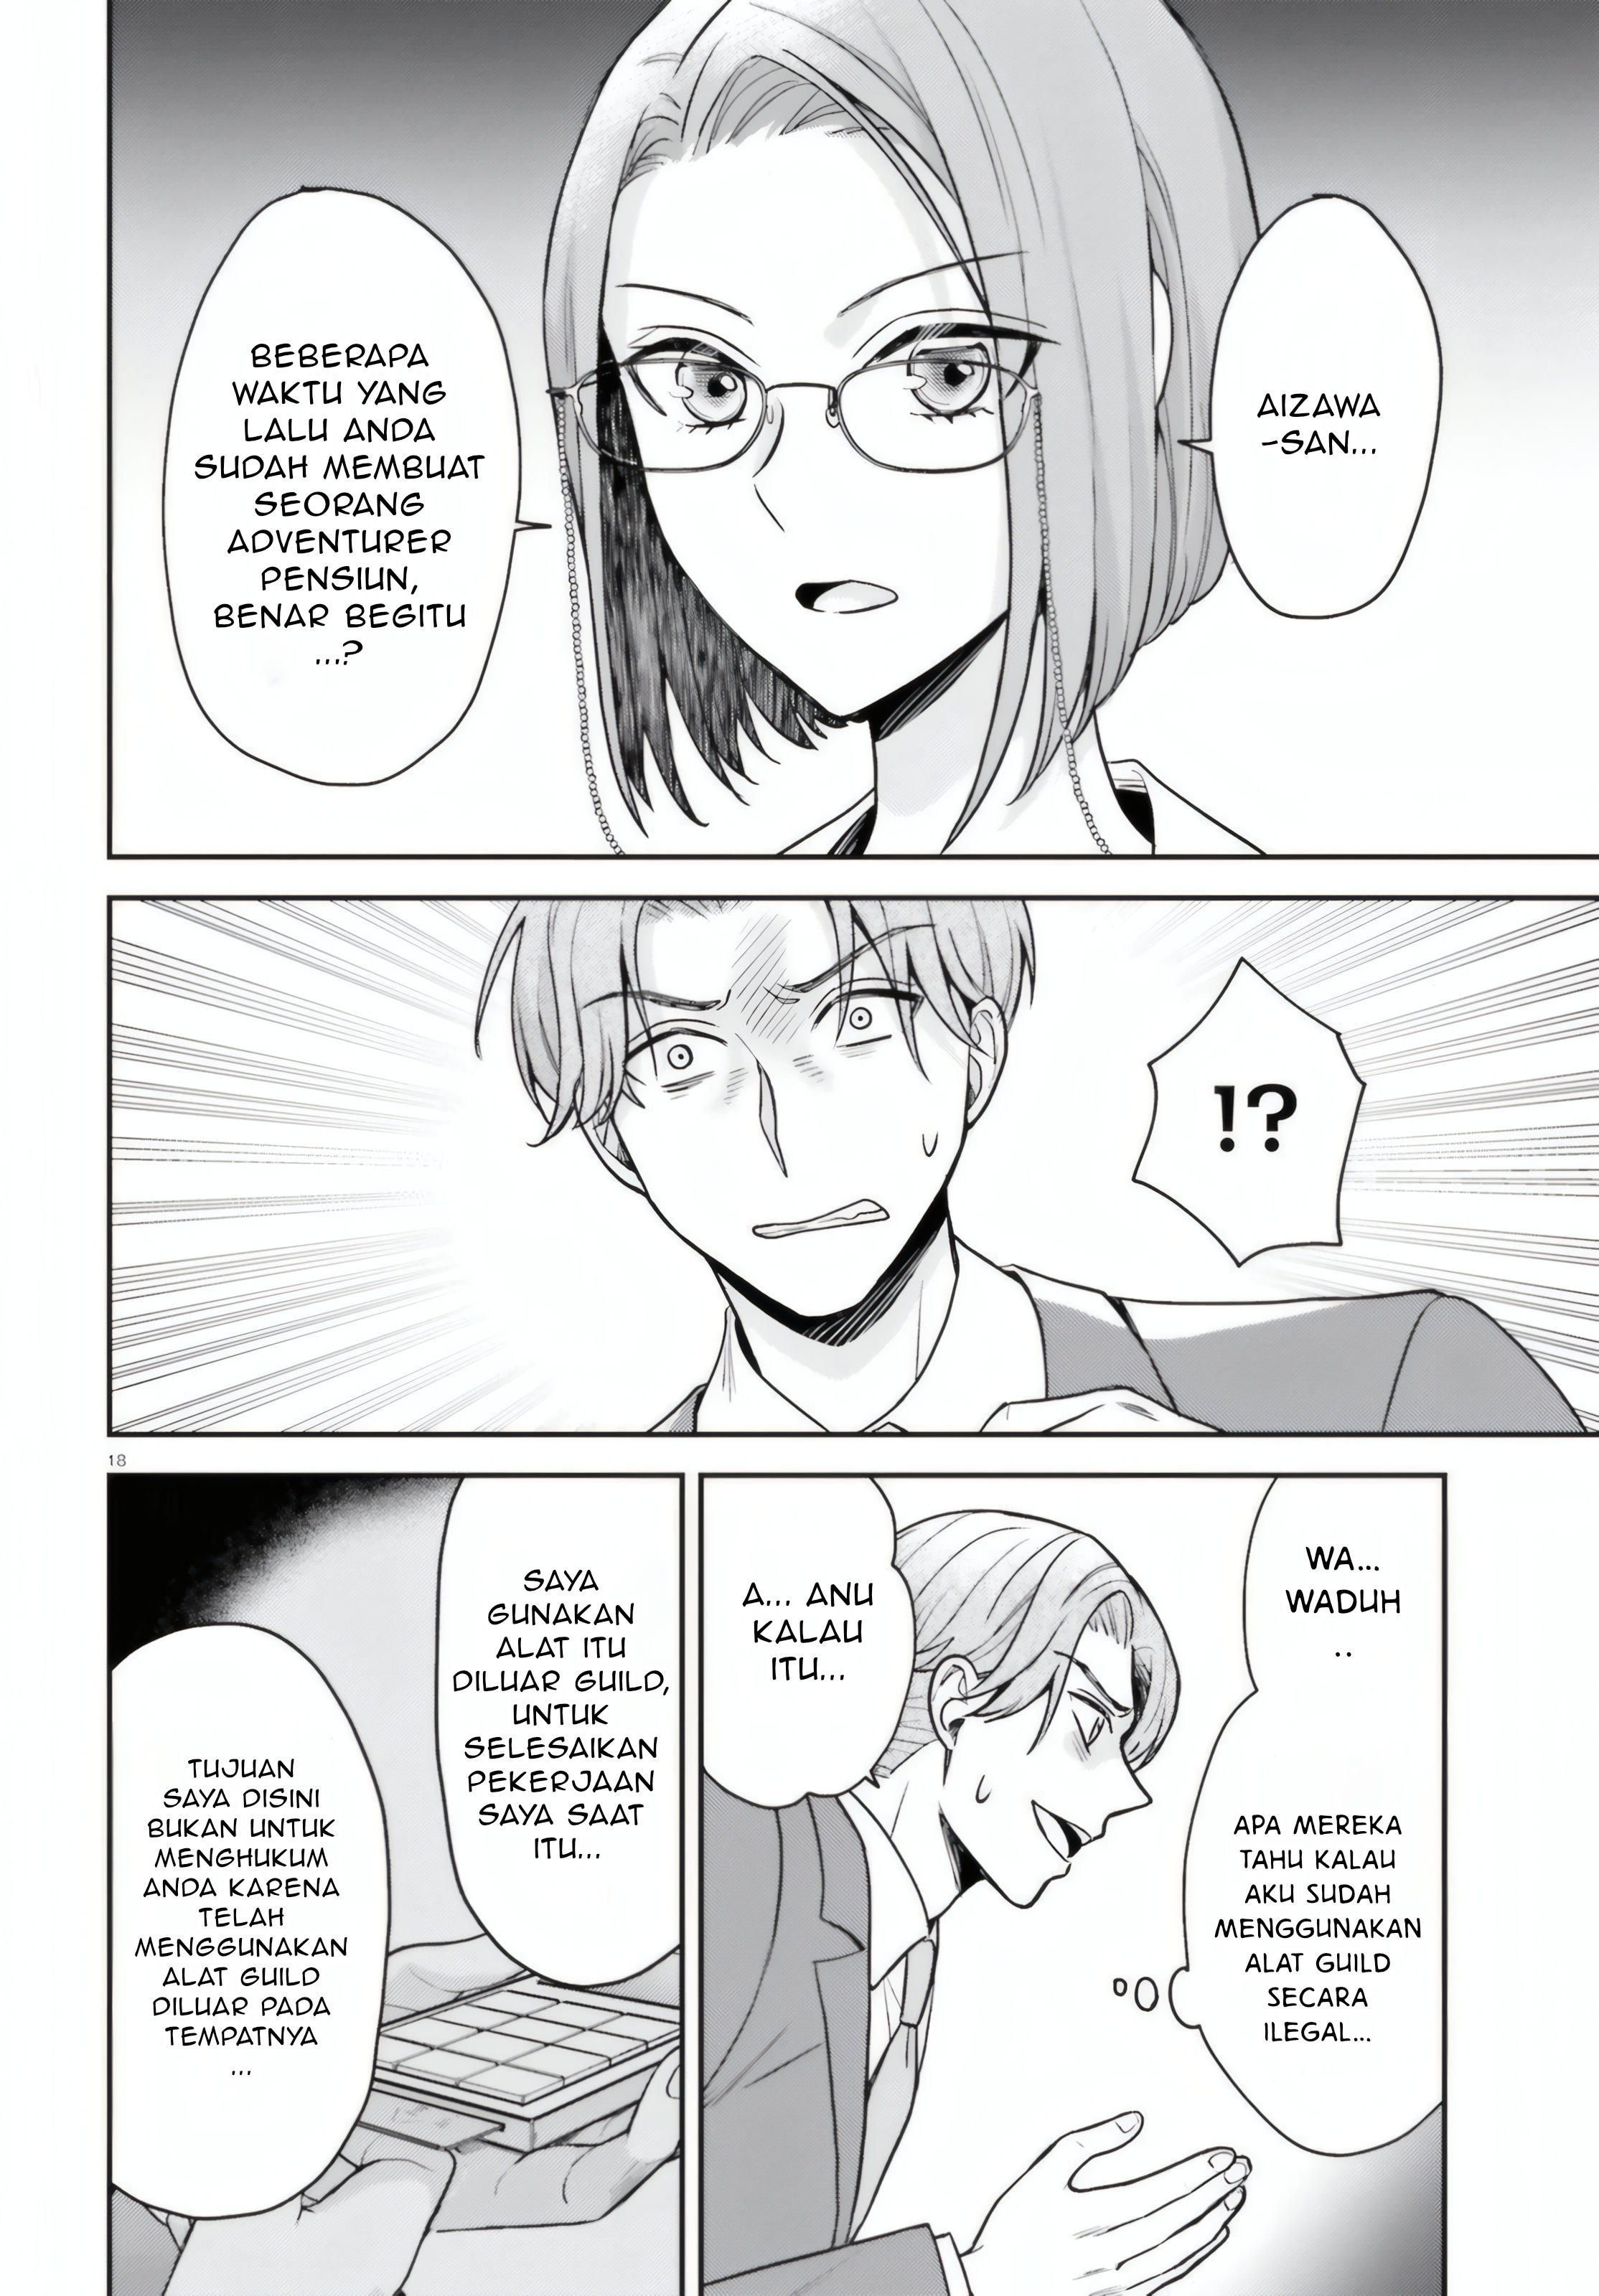 AIZAWA
-SAN...
BEBERAPA
WAKTU YANG
LALU ANDA
SUDAH MEMBUAT
SEORANG
ADVENTURER
PENSIUN,
BENAR BEGITU
...?
!?
18
WA...
WADUH
..
APA MEREKA
TAHU KALAU
AKU SUDAH
MENGGUNAKAN
ALAT GUILD
SECARA
ILEGAL...
A... ANU
KALAU
ITU...
SAYA
GUNAKAN
ALAT ITU
DILUAR GUILD,
UNTUK
SELESAIKAN
PEKERJAAN
SAYA SAAT
ITU...
TUJUAN
SAYA DISINI
BUKAN UNTUK
MENGHUKUM
ANDA KARENA
TELAH
MENGGUNAKAN
ALAT GUILD
DILUAR PADA
TEMPATNYA
...